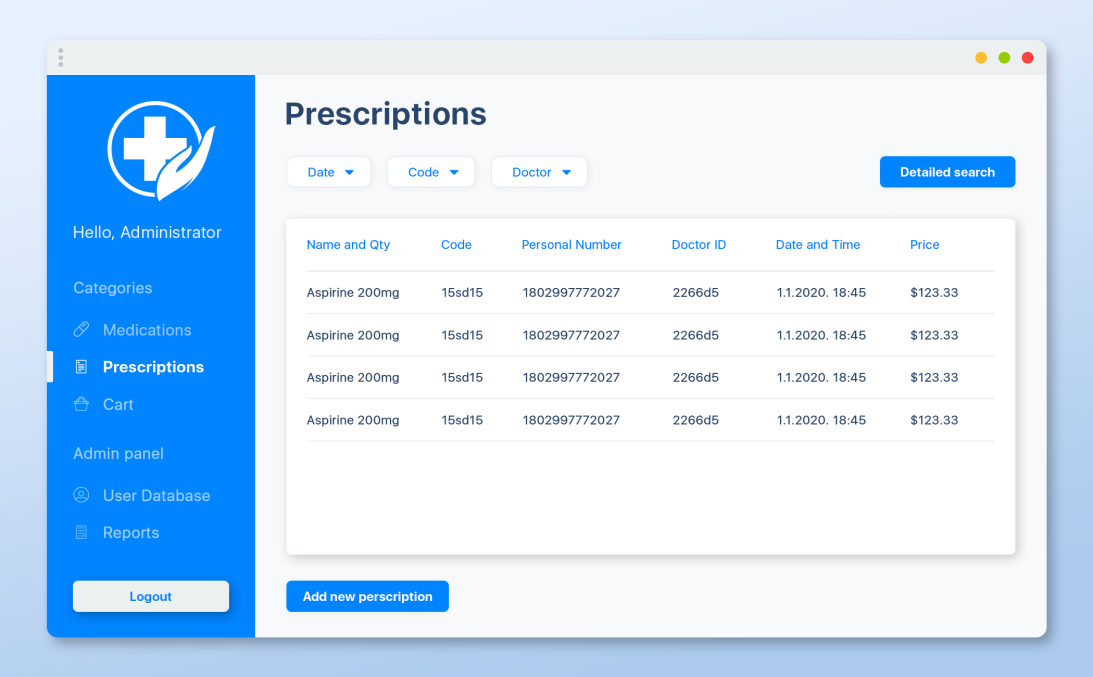 Hello, Administrator
Categories
Medications
Prescriptions
Cart
Admin panel
User Database
Reports
Logout
Prescriptions
Date Code Doctor Detailed search
Name and Qty Code Personal Number Doctor ID Date and Time Price
Aspirine 200mg 15sd15 1802997772027 2266d5 1.1.2020. 18:45 $123.33
Aspirine 200mg 15sd15 1802997772027 2266d5 1.1.2020. 18:45 $123.33
Aspirine 200mg 15sd15 1802997772027 2266d5 1.1.2020. 18:45 $123.33
Aspirine 200mg 15sd15 1802997772027 2266d5 1.1.2020. 18:45 $123.33
Add new perscription